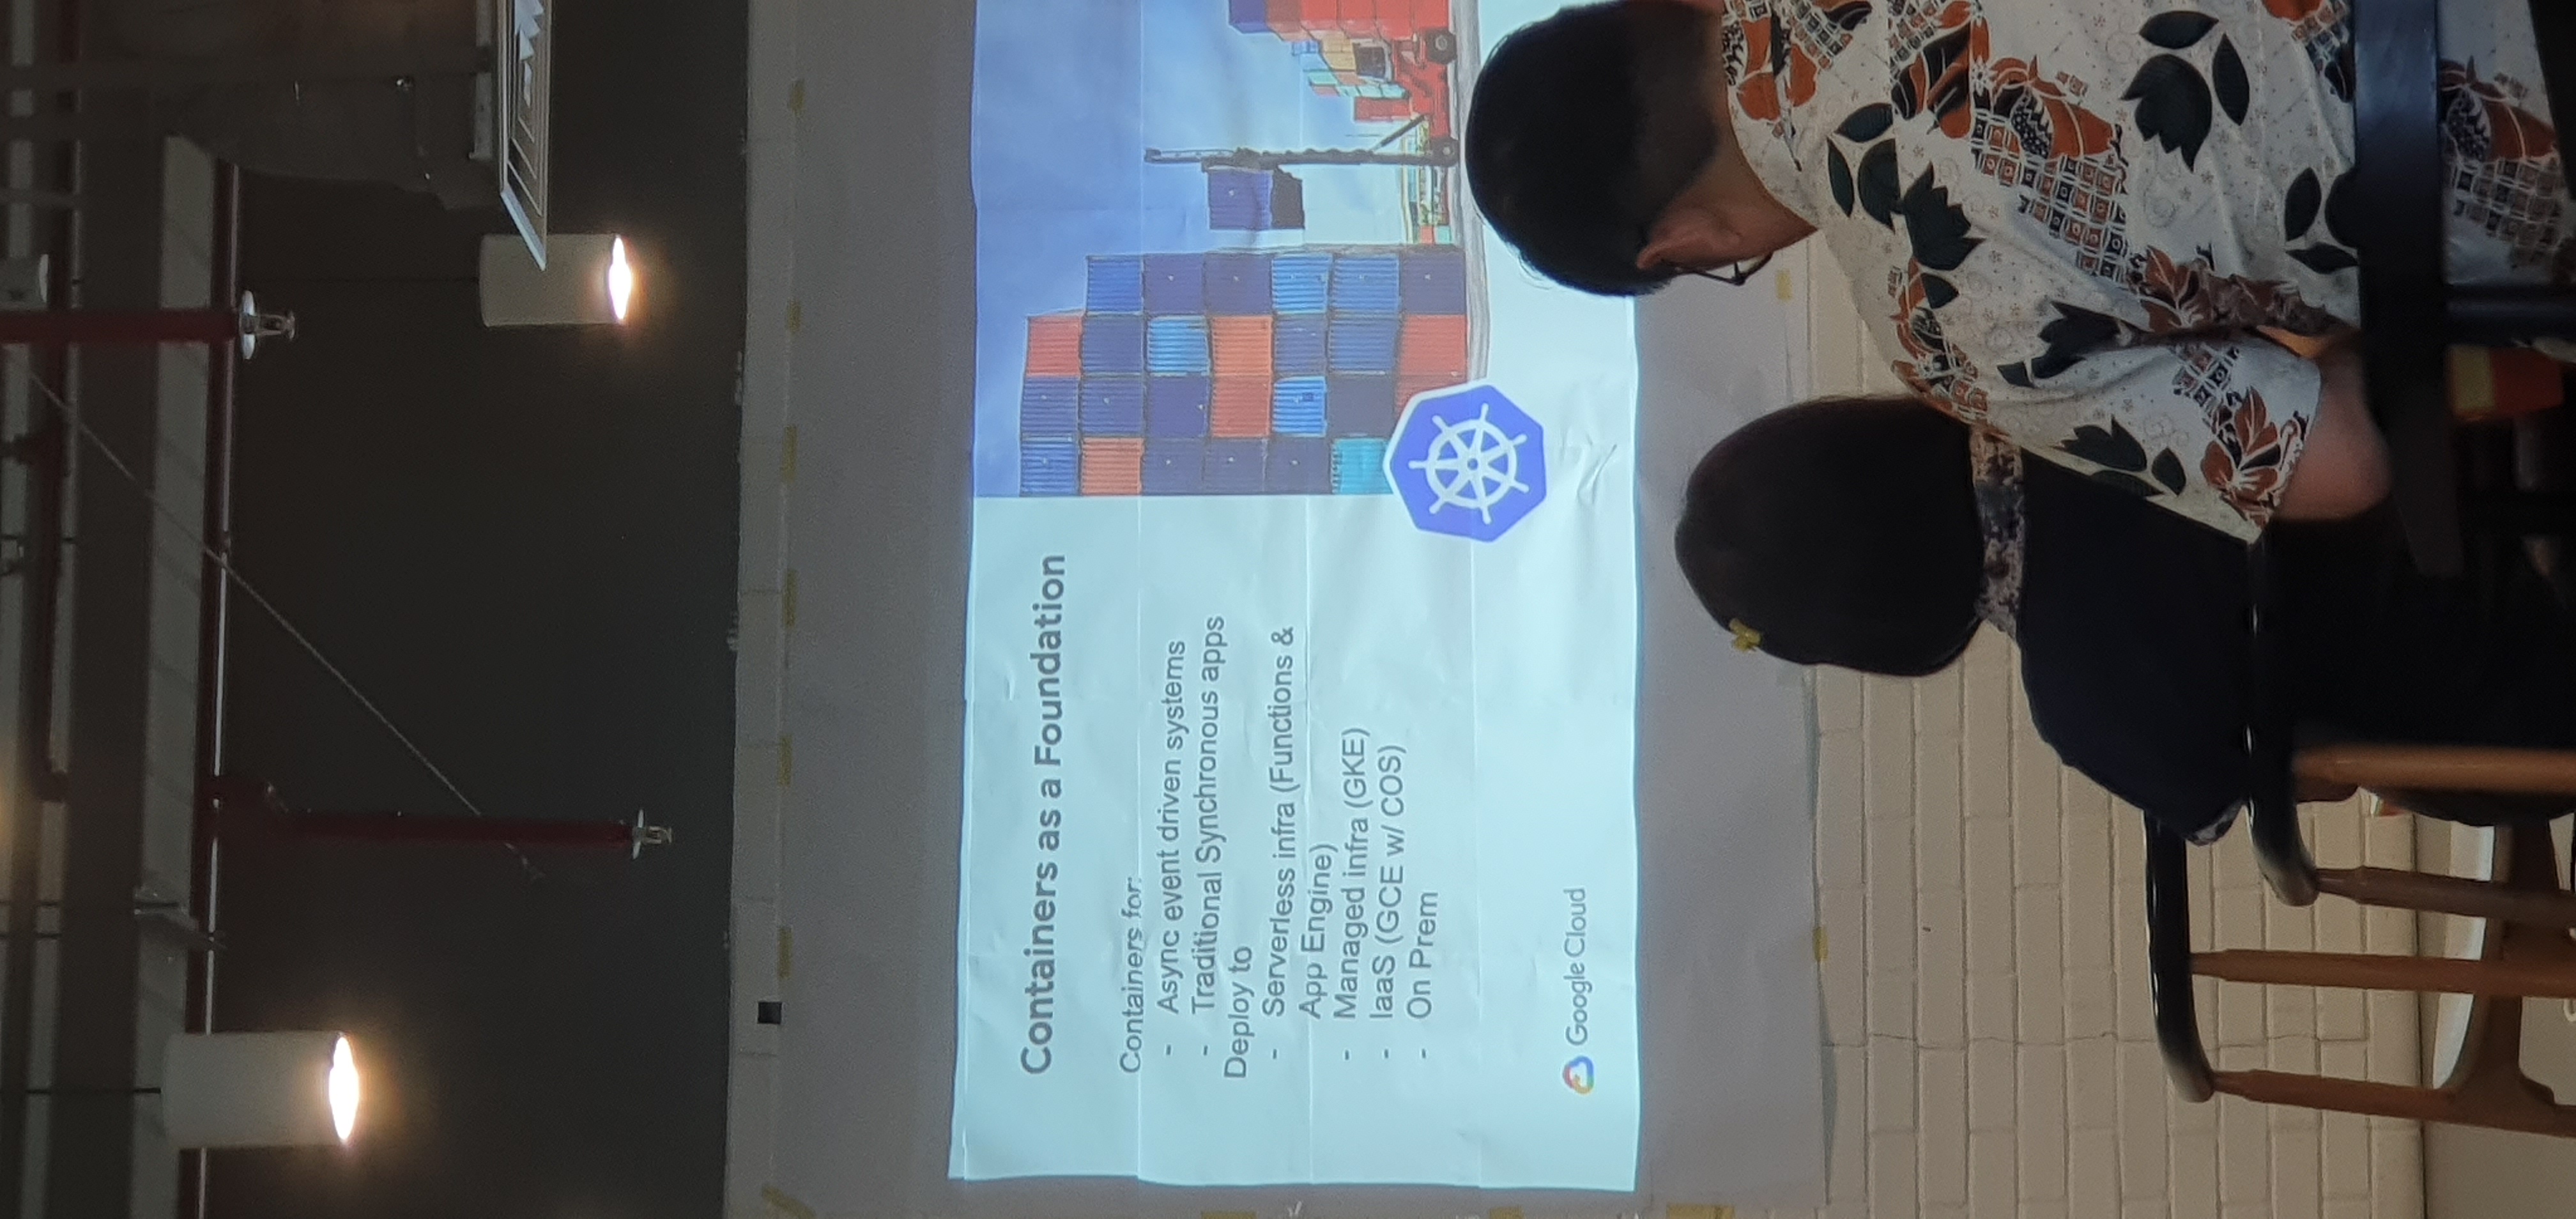 Containers as a Foundation
Containers for:
- Async event driven systems
- Traditional Synchronous apps
Deploy to
- Serverless infra (Functions &
App Engine)
- Managed infra (GKE)
- IaaS (GCE w/ COS)
- On Prem
Google Cloud